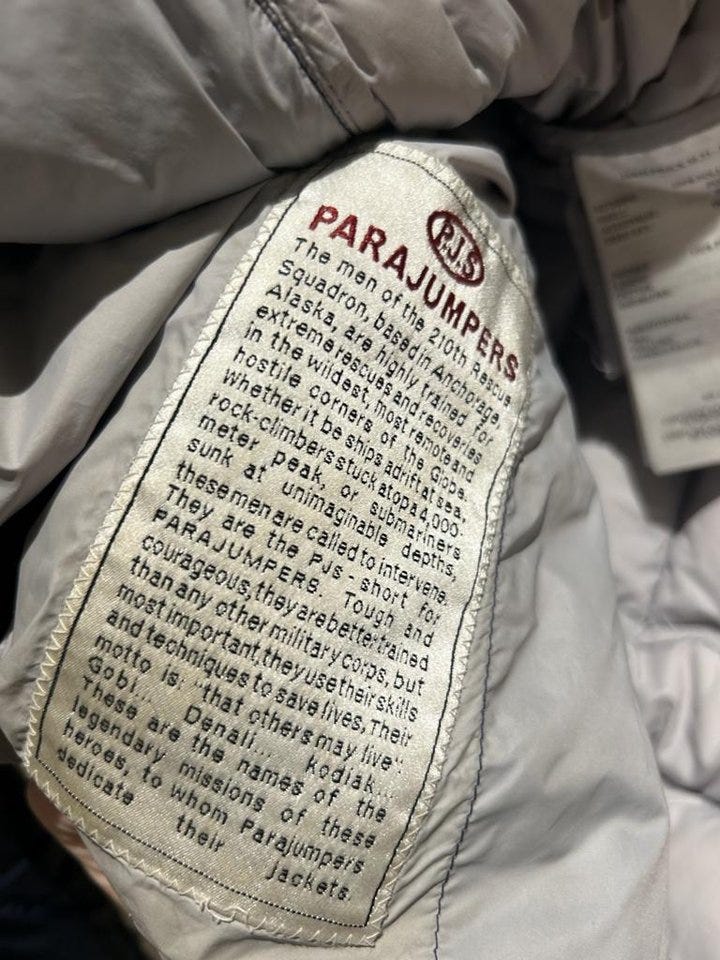 P.J.S
PARAJUMPERS
The men of the 210th Rescue
Squadron, based in Anchorage,
Alaska, are highly trained for
extreme rescues and recoveries
in the wildest, most remote and
hostile corners of the Globe.
Whether it be ships adrift at sea,
rock-climbers stuck atop a 4,000-
meter peak, or submariners
sunk at unimaginable depths,
these men are called to intervene.
They are the PJs - short for
PARAJUMPERS. Tough and
courageous, they are better trained
than any other military corps, but
most important, they use their skills
and techniques to save lives. Their
motto is: "that others may live".
Gobi... Denali... kodiak...
These are the names of the
legendary missions of these
heroes, to whom Parajumpers
dedicate their jackets.